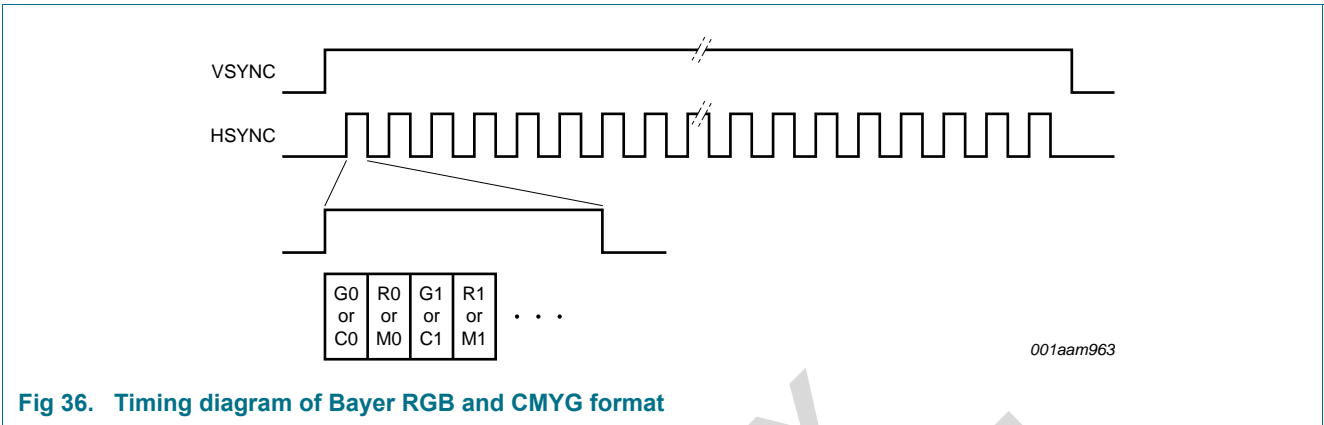 VSYNC
HSYNC
G0 or C0
R0 or M0
G1 or C1
R1 or M1
. . .
001aam963
Fig 36. Timing diagram of Bayer RGB and CMYG format